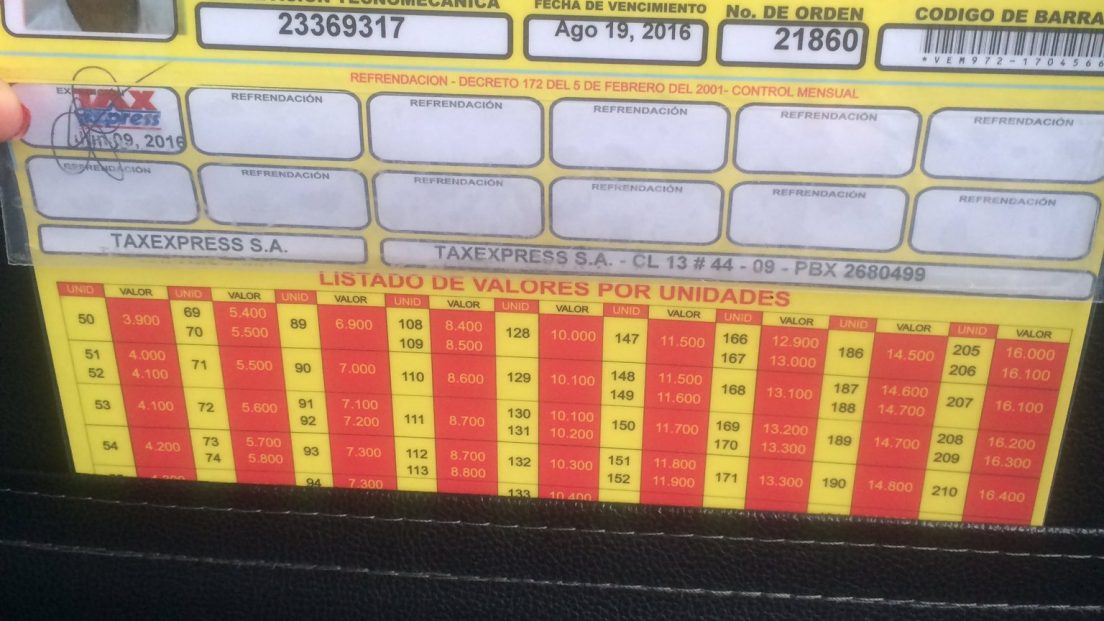 TECNOMECANICA
FECHA DE VENCIMIENTO
No. DE ORDEN
CODIGO DE BARRA
23369317
Ago 19, 2016
21860
*VEM972-1704566
REFRENDACION - DECRETO 172 DEL 5 DE FEBRERO DEL 2001- CONTROL MENSUAL
TAX
express
09, 2016
REFRENDACIÓN
REFRENDACIÓN
REFRENDACIÓN
REFRENDACIÓN
REFRENDACIÓN
REFRENDACIÓN
REFRENDACIÓN
REFRENDACIÓN
REFRENDACIÓN
REFRENDACIÓN
REFRENDACIÓN
TAXEXPRESS S.A.
TAXEXPRESS S.A. - CL 13 # 44 - 09 - PBX 2680499
LISTADO DE VALORES POR UNIDADES
UNID VALOR UNID VALOR UNID VALOR UNID VALOR UNID VALOR UNID VALOR UNID VALOR UNID VALOR UNID VALOR
50 3.900
51 4.000
52 4.100
53 4.100
54 4.200
69 5.400
70 5.500
71 5.500
72 5.600
73 5.700
74 5.800
89 6.900
90 7.000
91 7.100
92 7.200
93 7.300
94 7.300
108 8.400
109 8.500
110 8.600
111 8.700
112 8.700
113 8.800
128 10.000
129 10.100
130 10.100
131 10.200
132 10.300
133 10.400
147 11.500
148 11.500
149 11.600
150 11.700
151 11.800
152 11.900
166 12.900
167 13.000
168 13.100
169 13.200
170 13.300
171 13.300
186 14.500
187 14.600
188 14.700
189 14.700
190 14.800
205 16.000
206 16.100
207 16.100
208 16.200
209 16.300
210 16.400